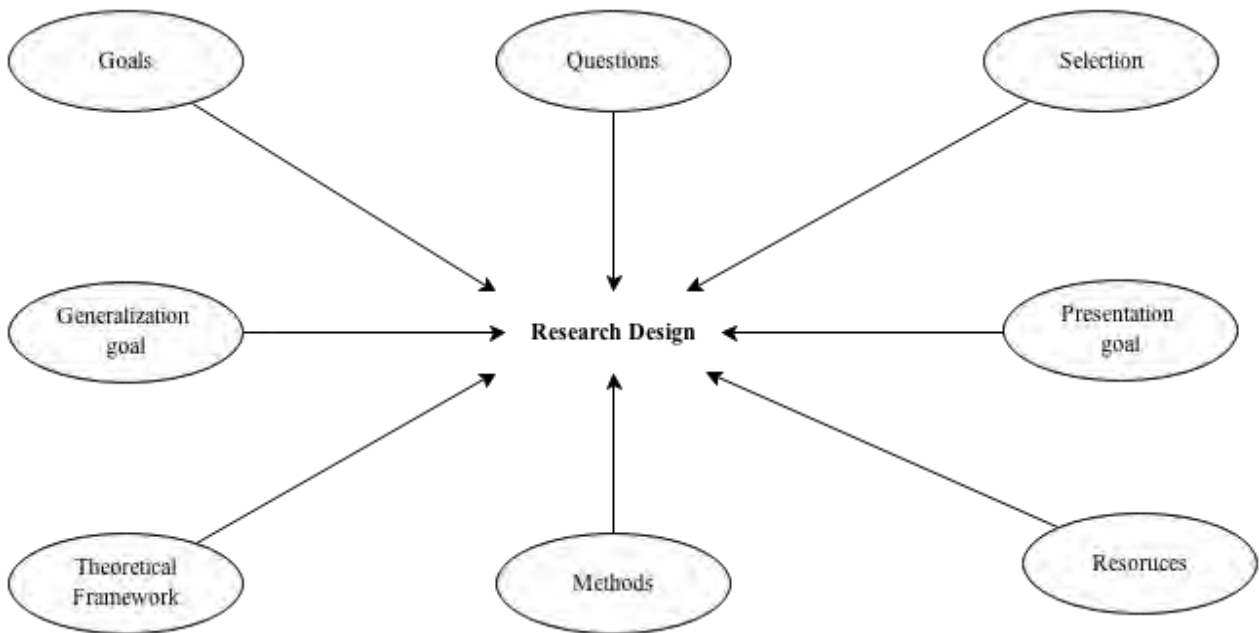 Goals
Questions
Selection
Generalization
goal
Research Design
Presentation
goal
Theoretical
Framework
Methods
Resoruces